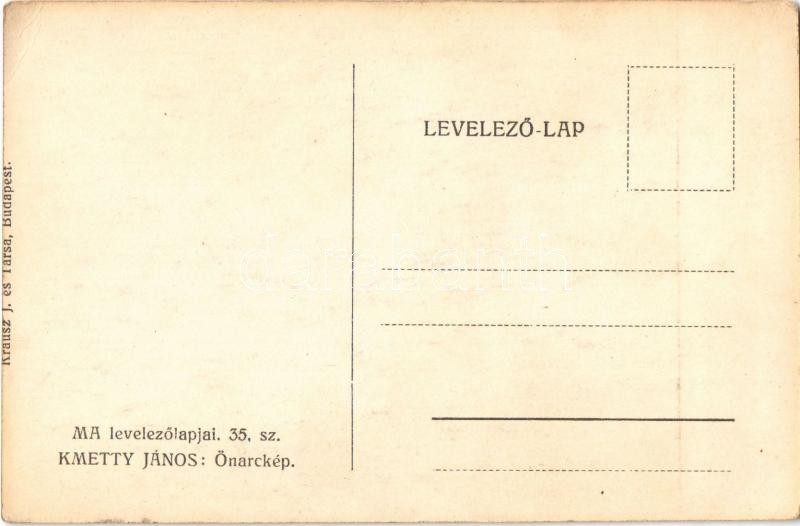 LEVELEZŐ-LAP
Krausz J. és Társa, Budapest.
MA levelezőlapjai. 35. sz.
KMETTY JÁNOS: Önarckép.